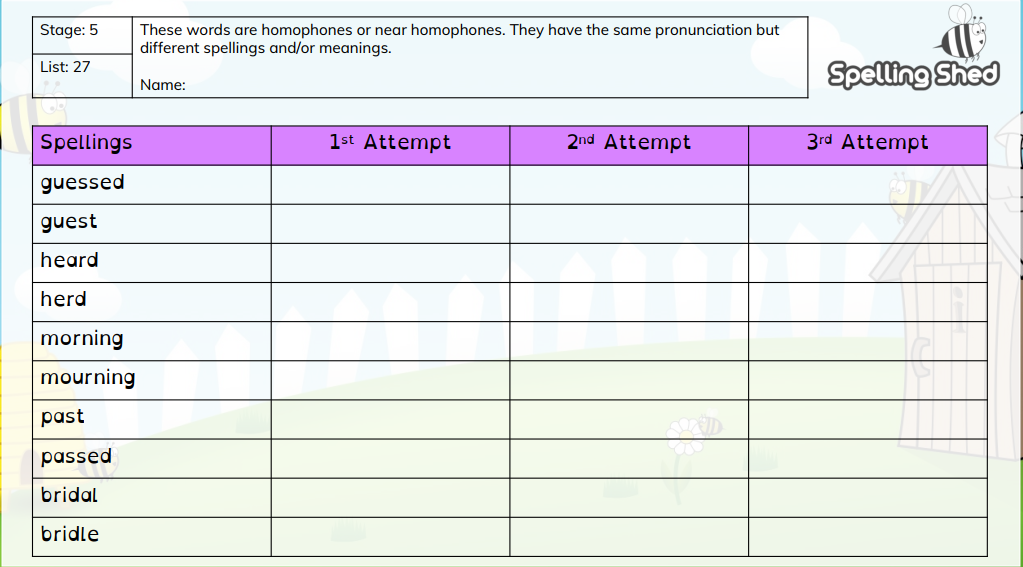 Stage: 5
These words are homophones or near homophones. They have the same pronunciation but
different spellings and/or meanings.
List: 27
Name:
Spelling Shed
Spellings 1st Attempt 2nd Attempt 3rd Attempt
guessed
guest
heard
herd
morning
mourning
past
passed
bridal
bridle